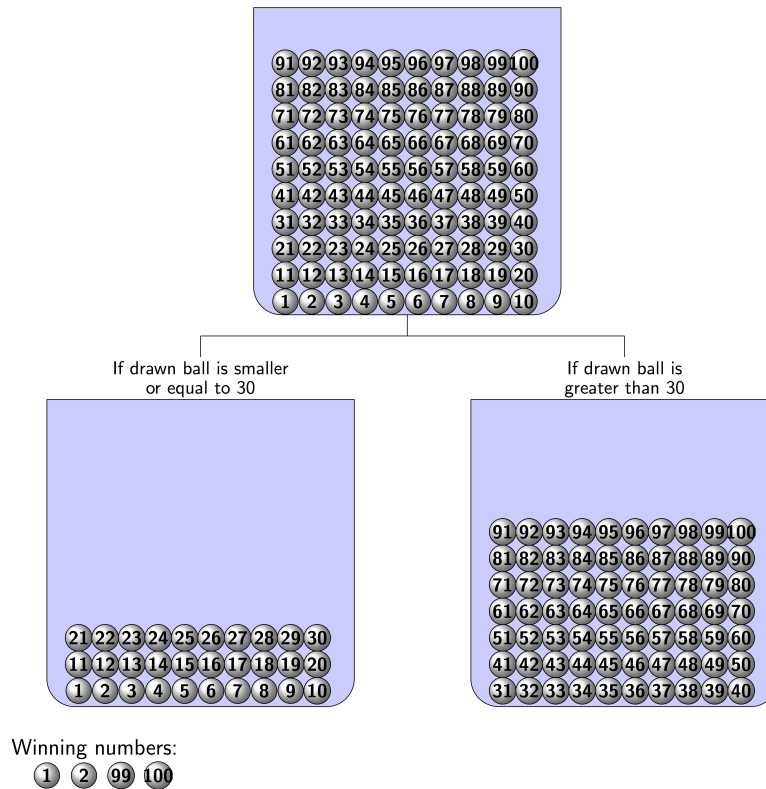 91 92 93 94 95 96 97 98 99 100
81 82 83 84 85 86 87 88 89 90
71 72 73 74 75 76 77 78 79 80
61 62 63 64 65 66 67 68 69 70
51 52 53 54 55 56 57 58 59 60
41 42 43 44 45 46 47 48 49 50
31 32 33 34 35 36 37 38 39 40
21 22 23 24 25 26 27 28 29 30
11 12 13 14 15 16 17 18 19 20
1 2 3 4 5 6 7 8 9 10
If drawn ball is smaller
or equal to 30
21 22 23 24 25 26 27 28 29 30
11 12 13 14 15 16 17 18 19 20
1 2 3 4 5 6 7 8 9 10
If drawn ball is
greater than 30
91 92 93 94 95 96 97 98 99 100
81 82 83 84 85 86 87 88 89 90
71 72 73 74 75 76 77 78 79 80
61 62 63 64 65 66 67 68 69 70
51 52 53 54 55 56 57 58 59 60
41 42 43 44 45 46 47 48 49 50
31 32 33 34 35 36 37 38 39 40
Winning numbers:
1 2 99 100